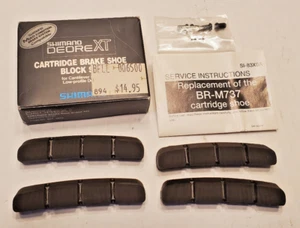 SHIMANO
DEORE XT
CARTRIDGE BRAKE SHOE
BLOCK
SHIMANO
894 $14.95
SERVICE INSTRUCTIONS
Replacement of the
BR-M737
cartridge shoe